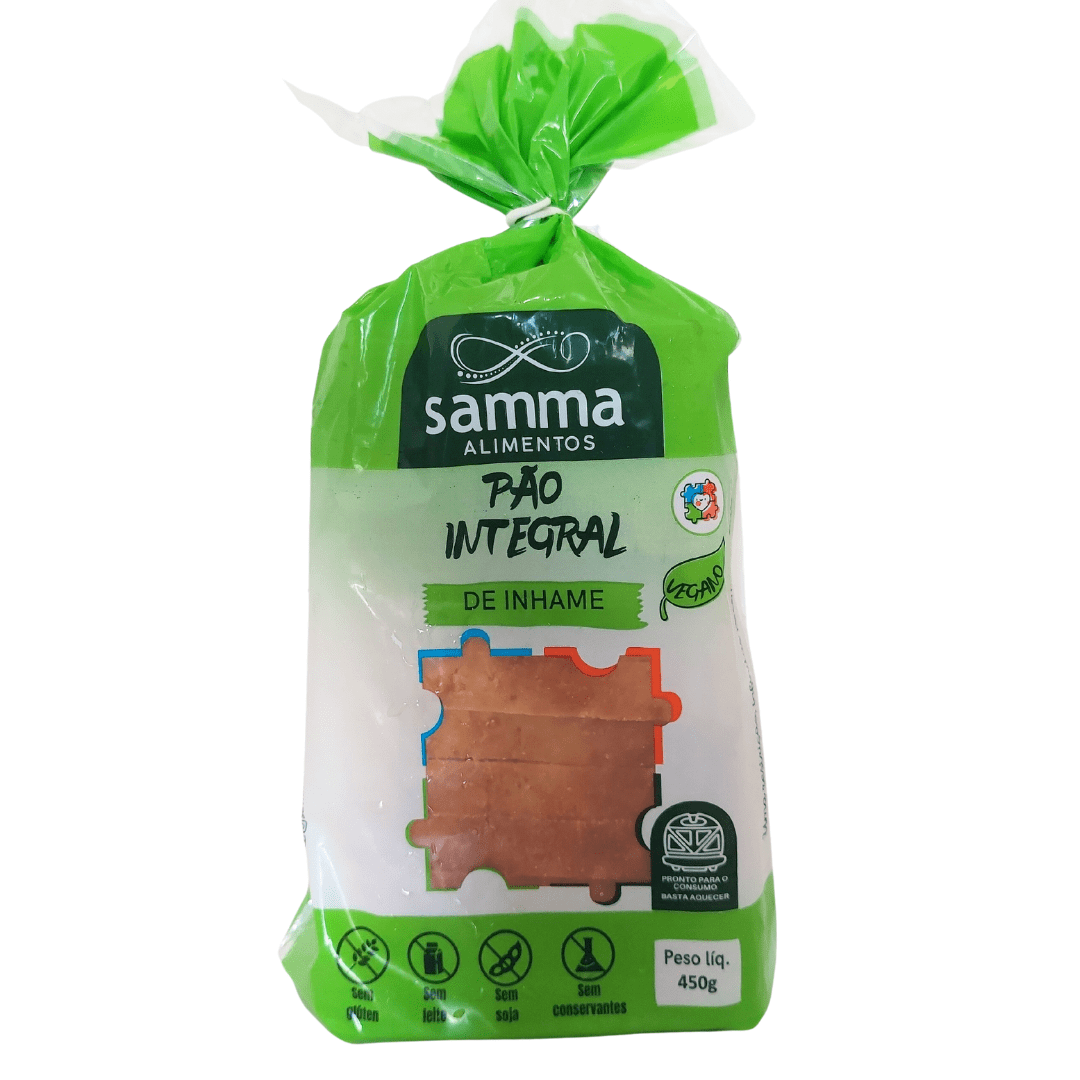 samma
ALIMENTOS
PÃO
INTEGRAL
DE INHAME
VEGANO
PRONTO PARA O
CONSUMO
BASTA AQUECER
Sem
glúten
Sem
leite
Sem
soja
Sem
conservantes
Peso líq.
450g